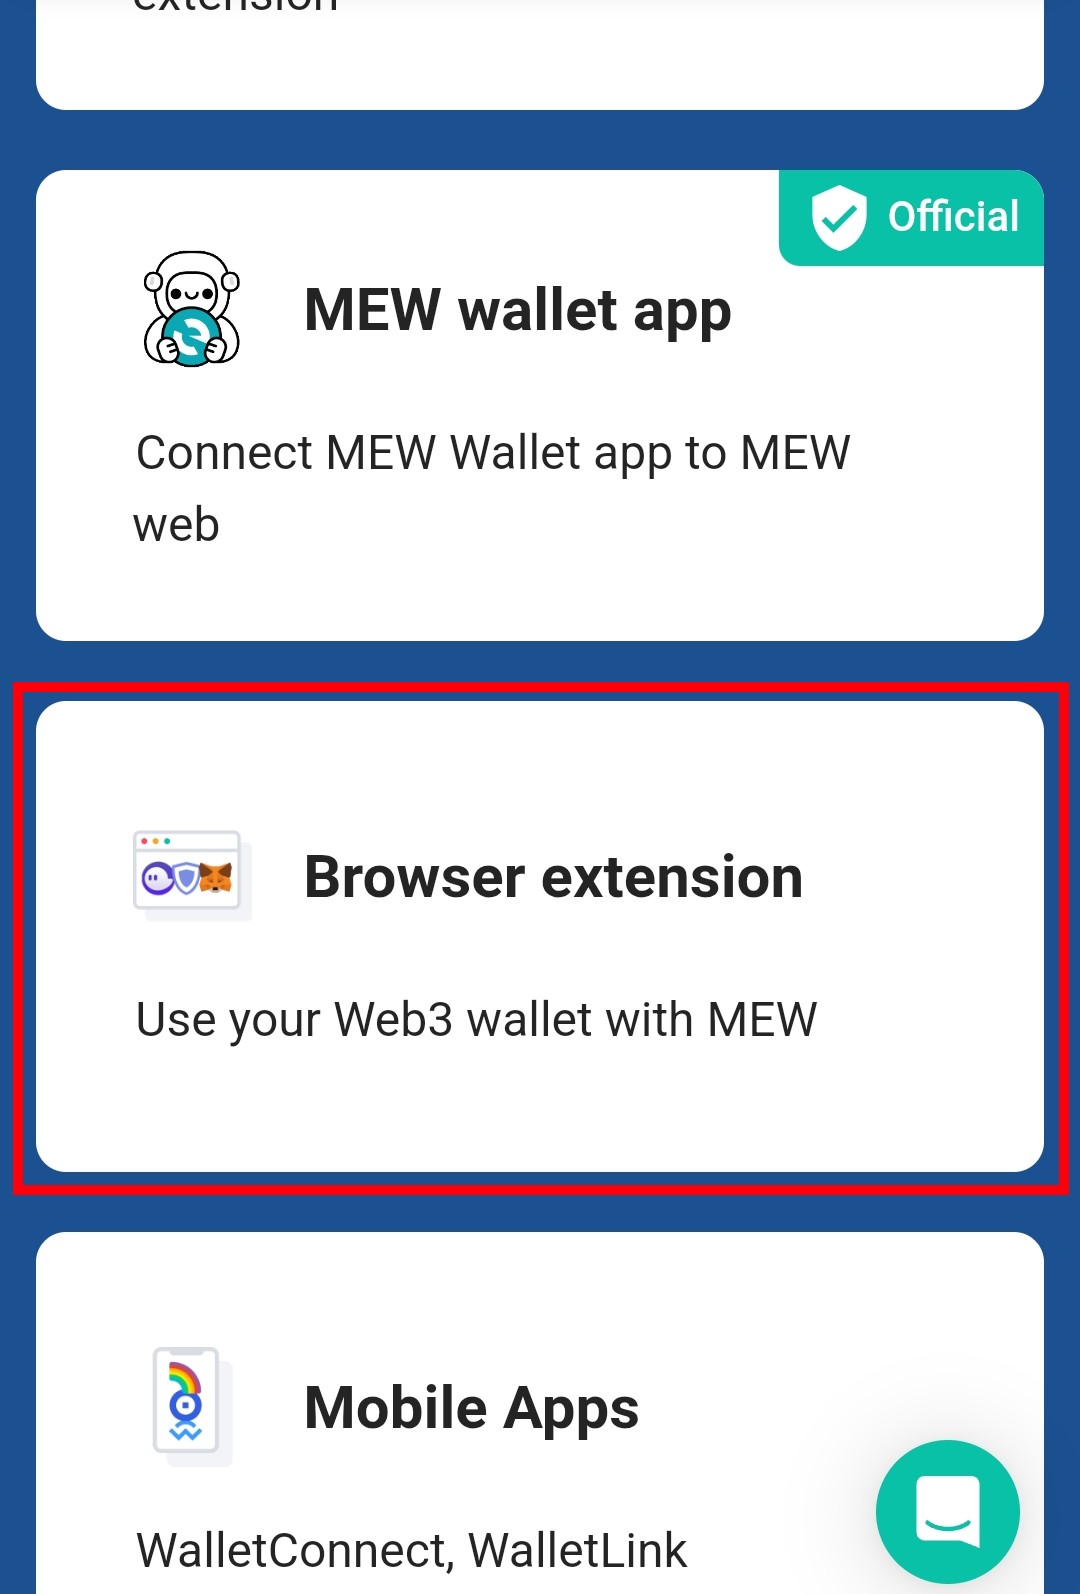 extension
Official
MEW wallet app
Connect MEW Wallet app to MEW
web
Browser extension
Use your Web3 wallet with MEW
Mobile Apps
WalletConnect, WalletLink